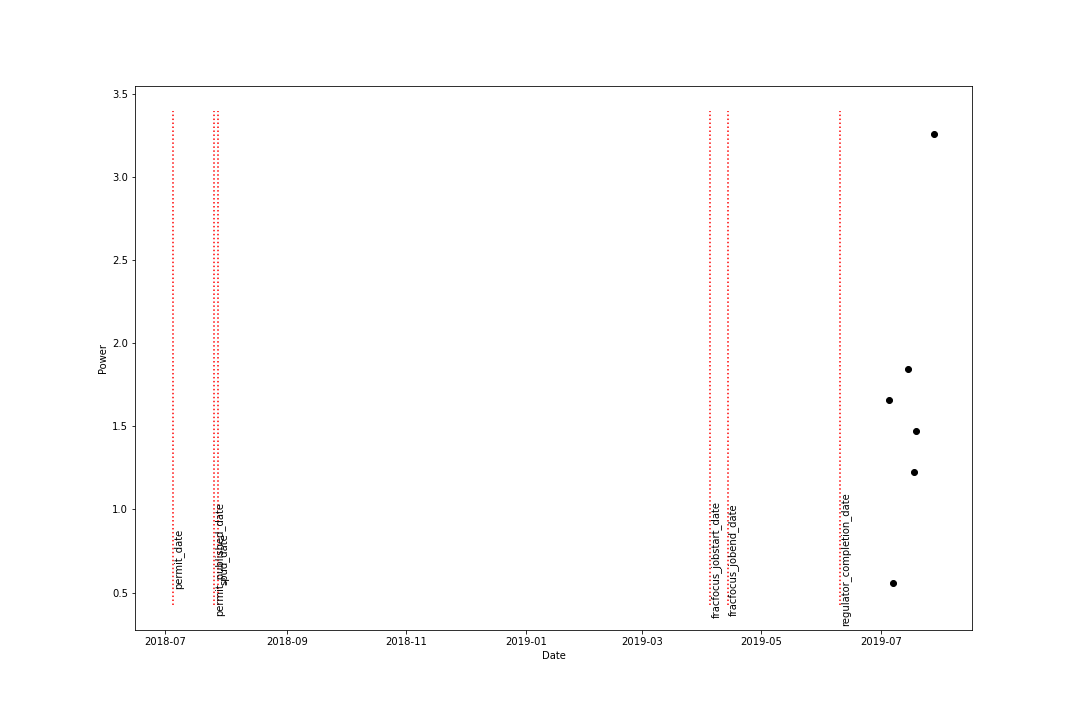 3.5
3.0
2.5
2.0
1.5
1.0
0.5
Power
permit_date
permit_published_date
spud_date
fracfocus_jobstart_date
fracfocus_jobend_date
regulator_completion_date
2018-07
2018-09
2018-11
2019-01
2019-03
2019-05
2019-07
Date